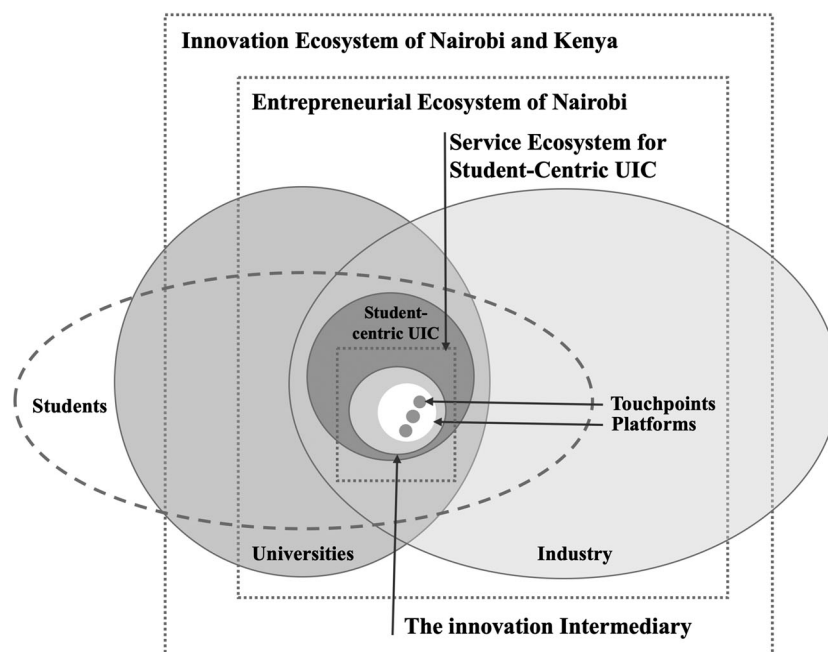 Innovation Ecosystem of Nairobi and Kenya
Entrepreneurial Ecosystem of Nairobi
Service Ecosystem for
Student-Centric UIC
Student-
centric UIC
Students
Touchpoints
Platforms
Universities
Industry
The innovation Intermediary